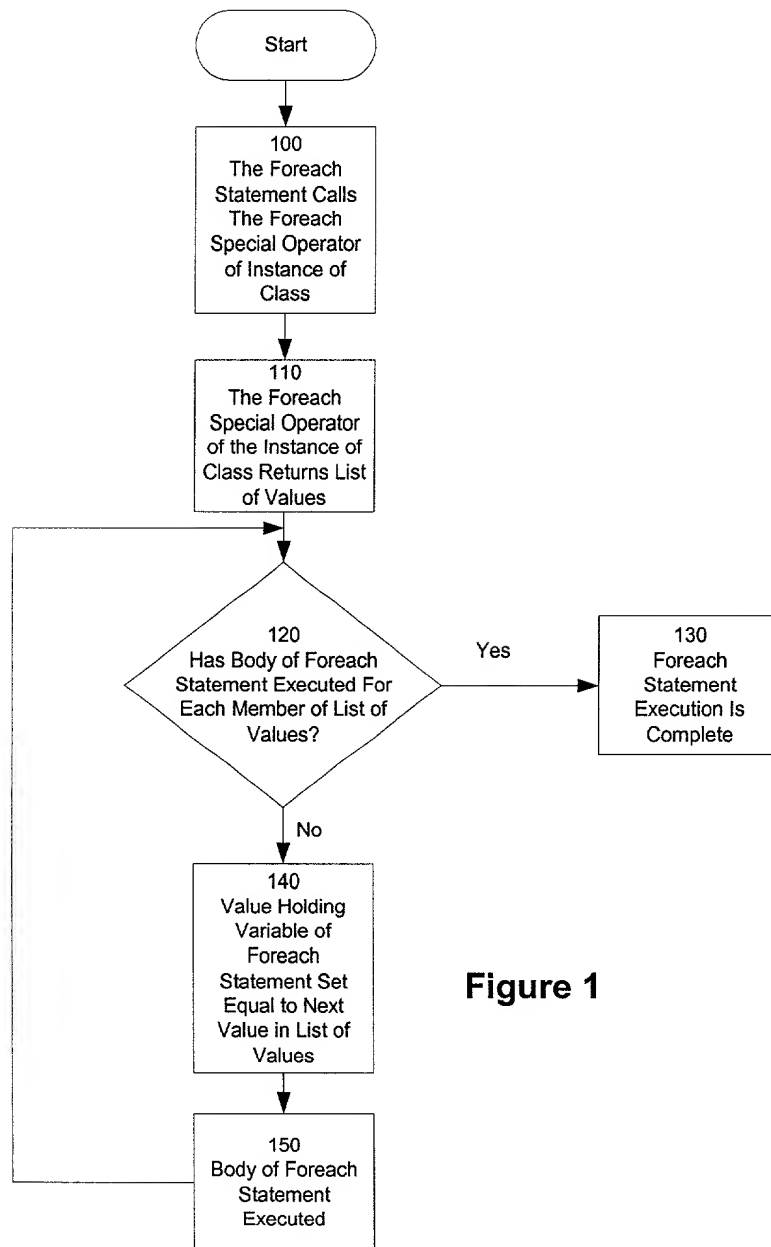 Start
100
The Foreach
Statement Calls
The Foreach
Special Operator
of Instance of
Class
110
The Foreach
Special Operator
of the Instance of
Class Returns List
of Values
120
Has Body of Foreach
Statement Executed For
Each Member of List of
Values?
Yes
130
Foreach
Statement
Execution Is
Complete
No
140
Value Holding
Variable of
Foreach
Statement Set
Equal to Next
Value in List of
Values
Figure 1
150
Body of Foreach
Statement
Executed